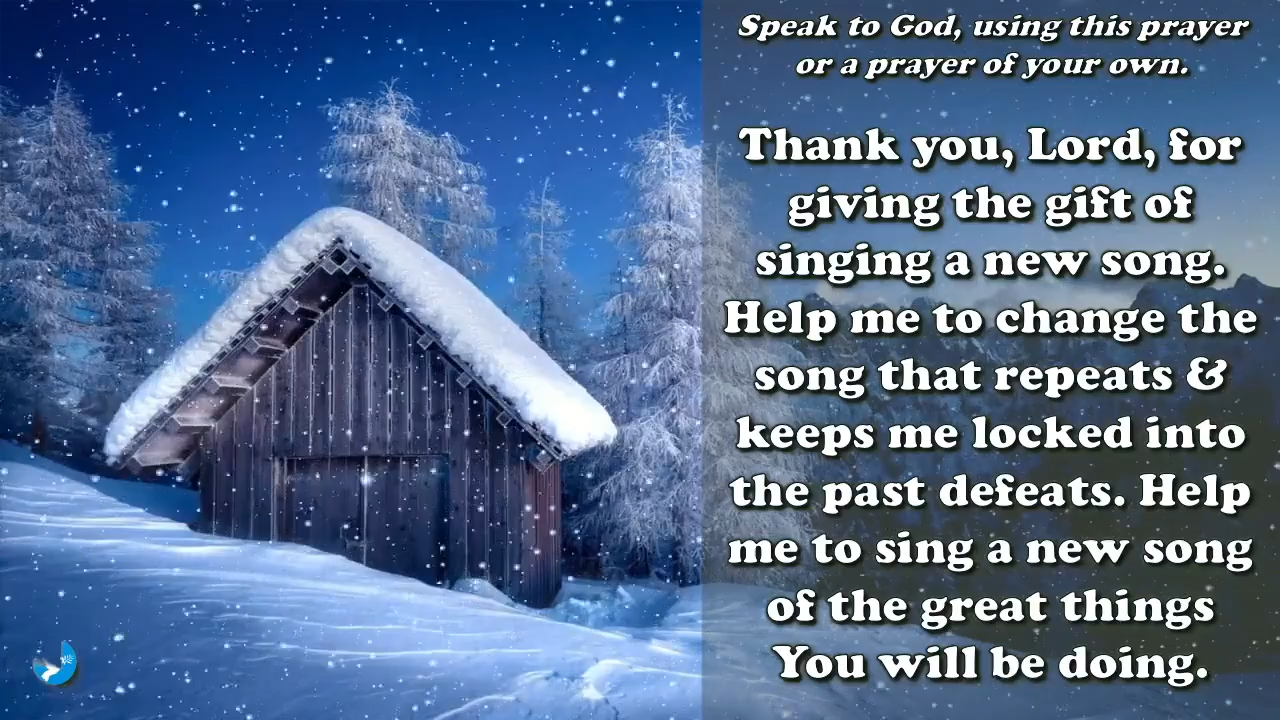 Speak to God, using this prayer
or a prayer of your own.
Thank you, Lord, for
giving the gift of
singing a new song.
Help me to change the
song that repeats &
keeps me locked into
the past defeats. Help
me to sing a new song
of the great things
You will be doing.